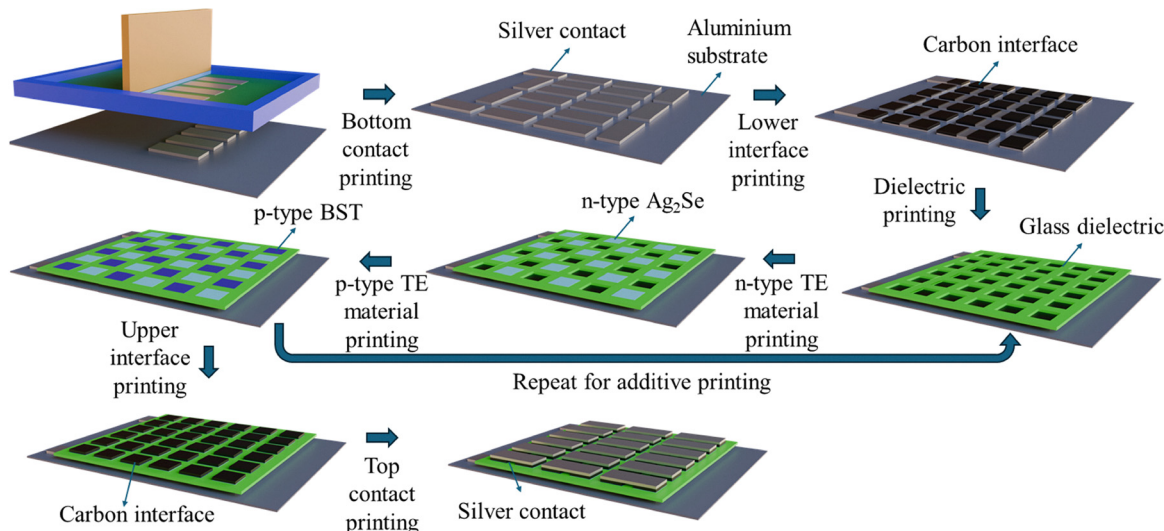 Silver contact
Aluminium
substrate
Carbon interface
Bottom
contact
printing
Lower
interface
printing
Dielectric
printing
p-type BST
n-type Ag₂Se
Glass dielectric
p-type TE
material
printing
n-type TE
material
printing
Upper
interface
printing
Repeat for additive printing
Carbon interface
Top
contact
printing
Silver contact